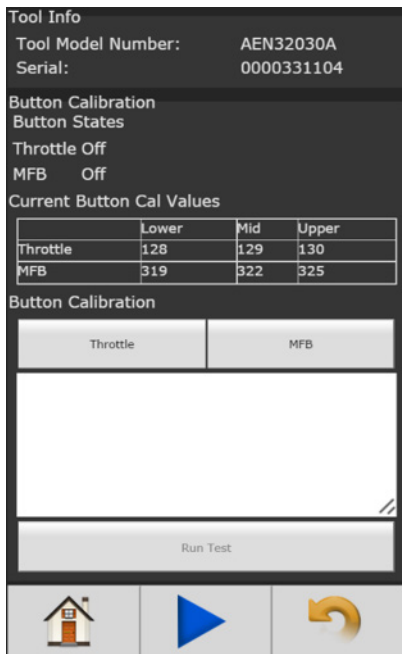 Tool Info
Tool Model Number: AEN32030A
Serial: 0000331104
Button Calibration
Button States
Throttle Off
MFB Off
Current Button Cal Values
Lower Mid Upper
Throttle 128 129 130
MFB 319 322 325
Button Calibration
Throttle MFB
Run Test